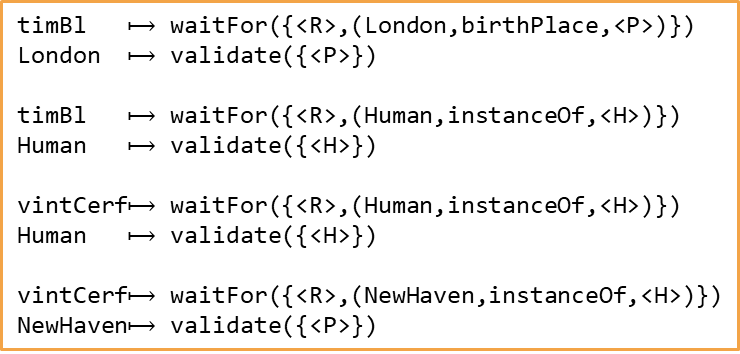 timBl ↦ waitFor({<R>,(London,birthPlace,<P>)})
London ↦ validate({<P>})
timBl ↦ waitFor({<R>,(Human,instanceOf,<H>)})
Human ↦ validate({<H>})
vintCerf↦ waitFor({<R>,(Human,instanceOf,<H>)})
Human ↦ validate({<H>})
vintCerf↦ waitFor({<R>,(NewHaven,instanceOf,<H>)})
NewHaven↦ validate({<P>})